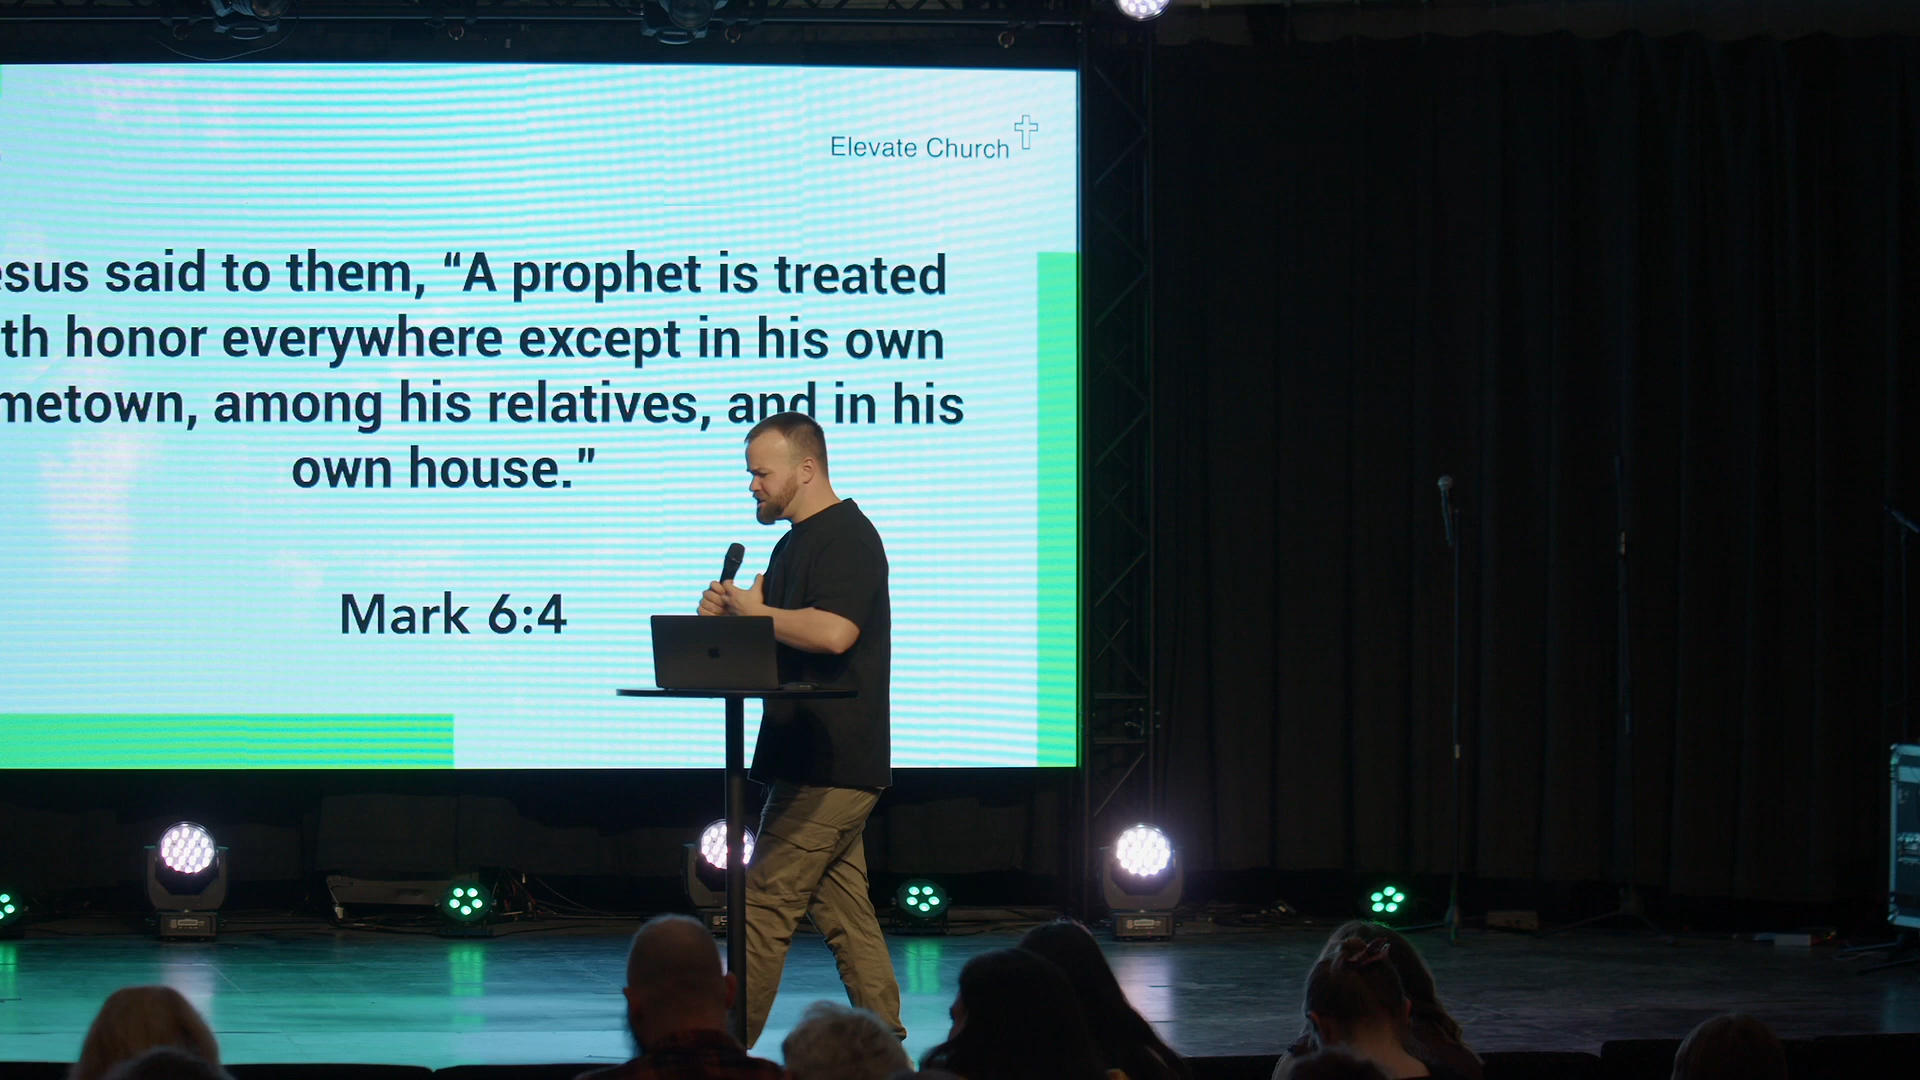 Elevate Church
esus said to them, “A prophet is treated
th honor everywhere except in his own
metown, among his relatives, and in his
own house.”
Mark 6:4